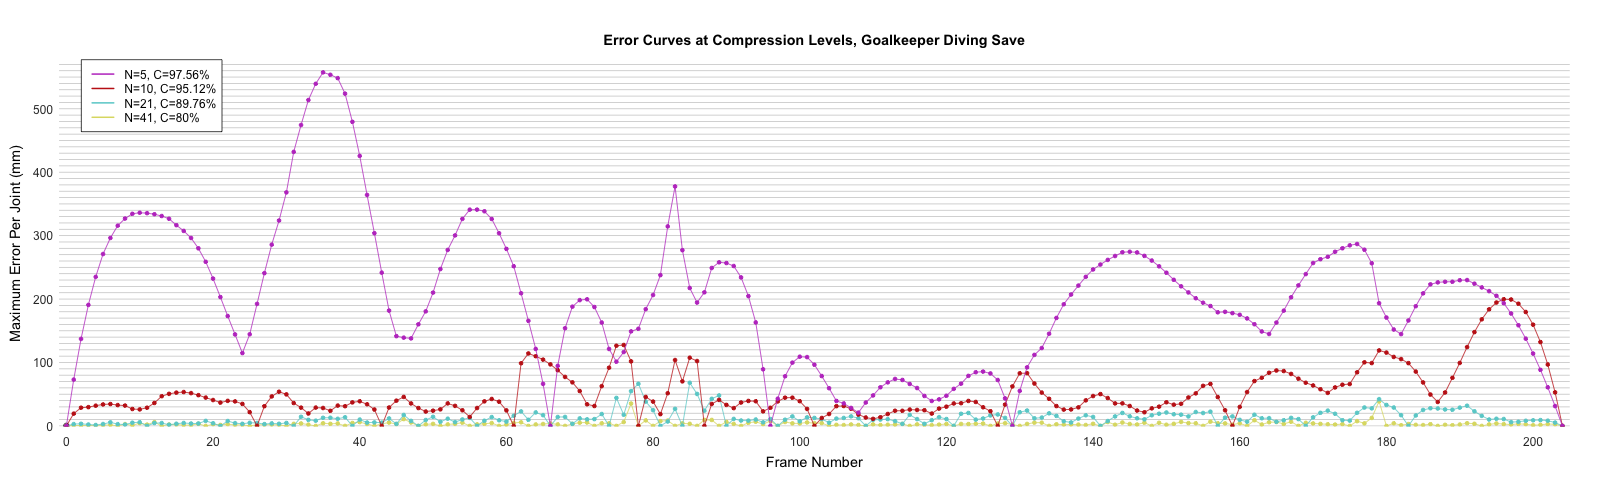 Error Curves at Compression Levels, Goalkeeper Diving Save
N=5, C=97.56%
N=10, C=95.12%
N=21, C=89.76%
N=41, C=80%
Maximum Error Per Joint (mm)
500
400
300
200
100
0
0 20 40 60 80 100 120 140 160 180 200
Frame Number